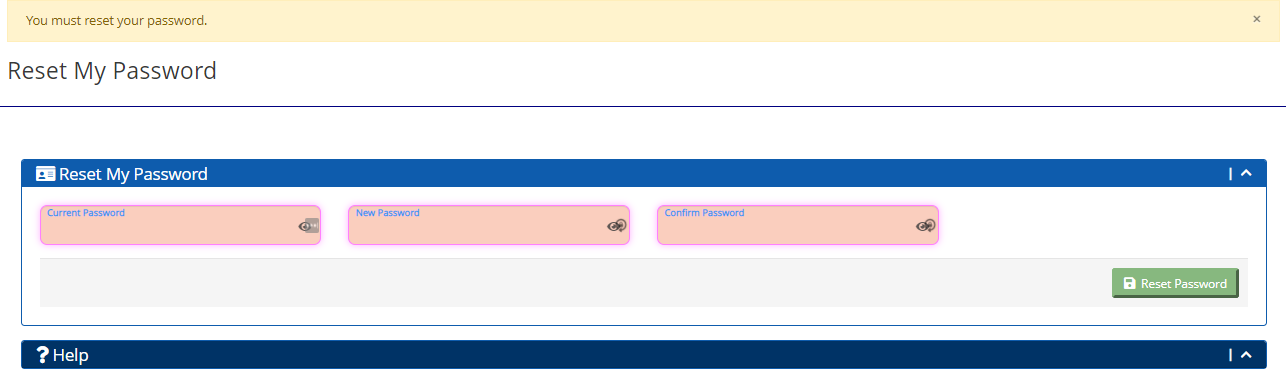 You must reset your password.
×
Reset My Password
Reset My Password
Current Password
New Password
Confirm Password
Reset Password
? Help